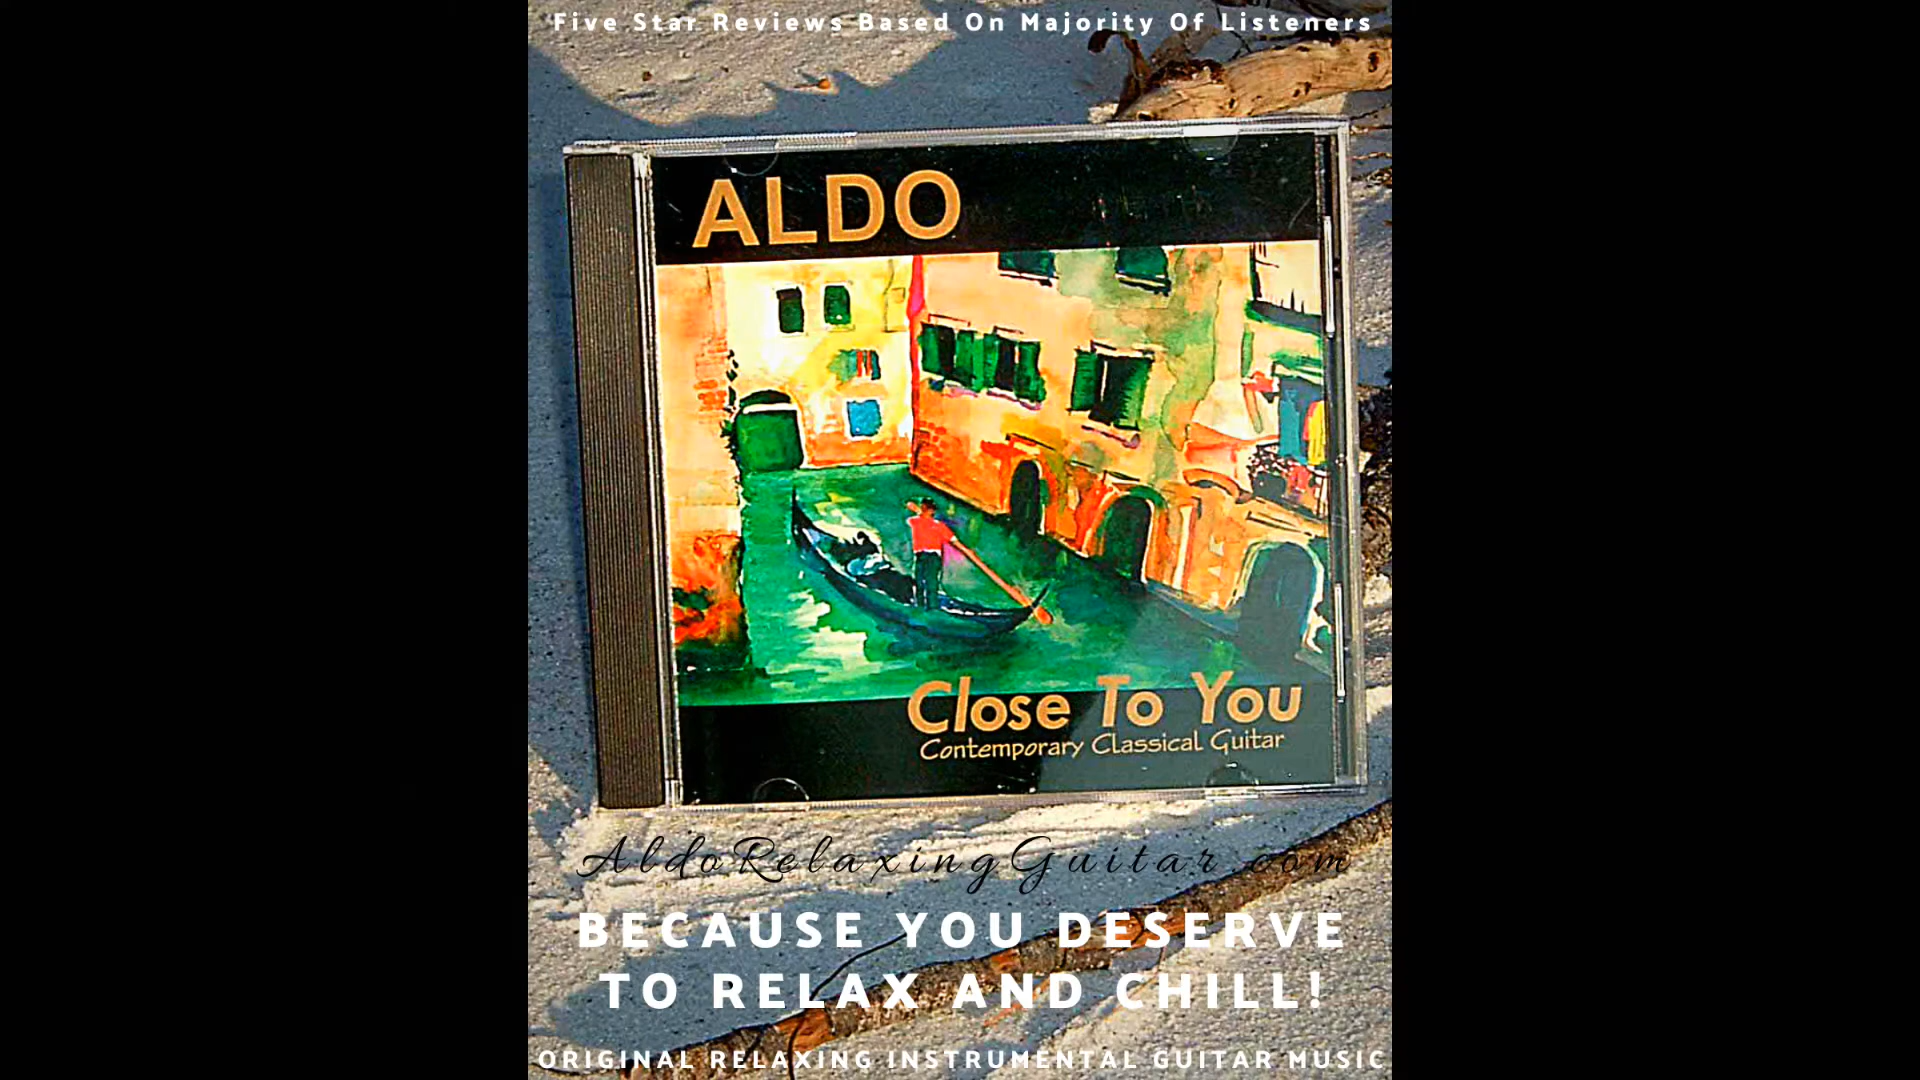 Five Star Reviews Based On Majority Of Listeners
ALDO
Close To You
Contemporary Classical Guitar
AldoRelaxingGuitar.com
BECAUSE YOU DESERVE
TO RELAX AND CHILL!
ORIGINAL RELAXING INSTRUMENTAL GUITAR MUSIC